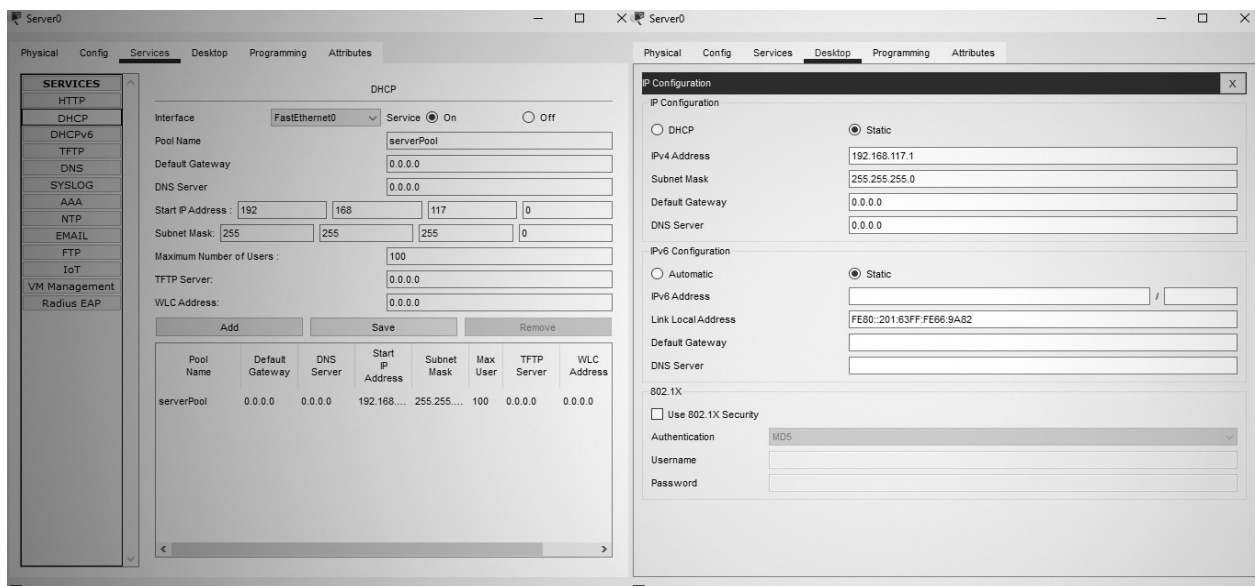 Server0
Physical Config Services Desktop Programming Attributes
SERVICES
HTTP
DHCP
DHCPv6
TFTP
DNS
SYSLOG
AAA
NTP
EMAIL
FTP
IoT
VM Management
Radius EAP
DHCP
Interface FastEthernet0 Service On Off
Pool Name serverPool
Default Gateway 0.0.0.0
DNS Server 0.0.0.0
Start IP Address : 192 168 117 0
Subnet Mask: 255 255 255 0
Maximum Number of Users : 100
TFTP Server: 0.0.0.0
WLC Address: 0.0.0.0
Add Save Remove
Pool Name Default Gateway DNS Server Start IP Address Subnet Mask Max User TFTP Server WLC Address
serverPool 0.0.0.0 0.0.0.0 192.168.... 255.255.... 100 0.0.0.0 0.0.0.0
Server0
Physical Config Services Desktop Programming Attributes
IP Configuration X
IP Configuration
DHCP Static
IPv4 Address 192.168.117.1
Subnet Mask 255.255.255.0
Default Gateway 0.0.0.0
DNS Server 0.0.0.0
IPv6 Configuration
Automatic Static
IPv6 Address /
Link Local Address FE80::201:63FF:FE66:9A82
Default Gateway
DNS Server
802.1X
Use 802.1X Security
Authentication MD5
Username
Password